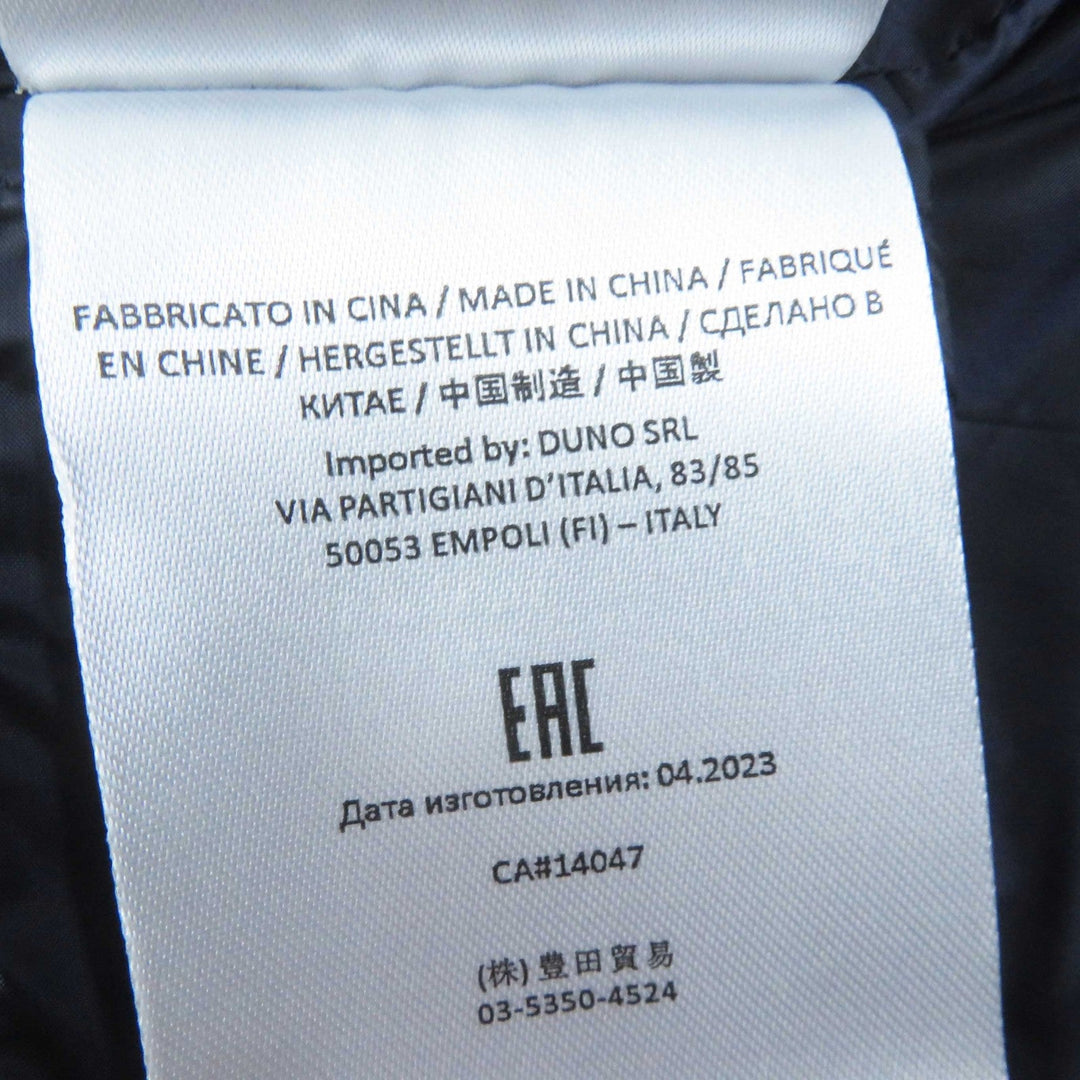 FABBRICATO IN CINA / MADE IN CHINA / FABRIQUÉ
EN CHINE / HERGESTELLT IN CHINA / СДЕЛАНО В
КИТАЕ / 中国制造 / 中国製
Imported by: DUNO SRL
VIA PARTIGIANI D’ITALIA, 83/85
50053 EMPOLI (FI) – ITALY
EAC
Дата изготовления: 04.2023
CA#14047
(株) 豊田貿易
03-5350-4524